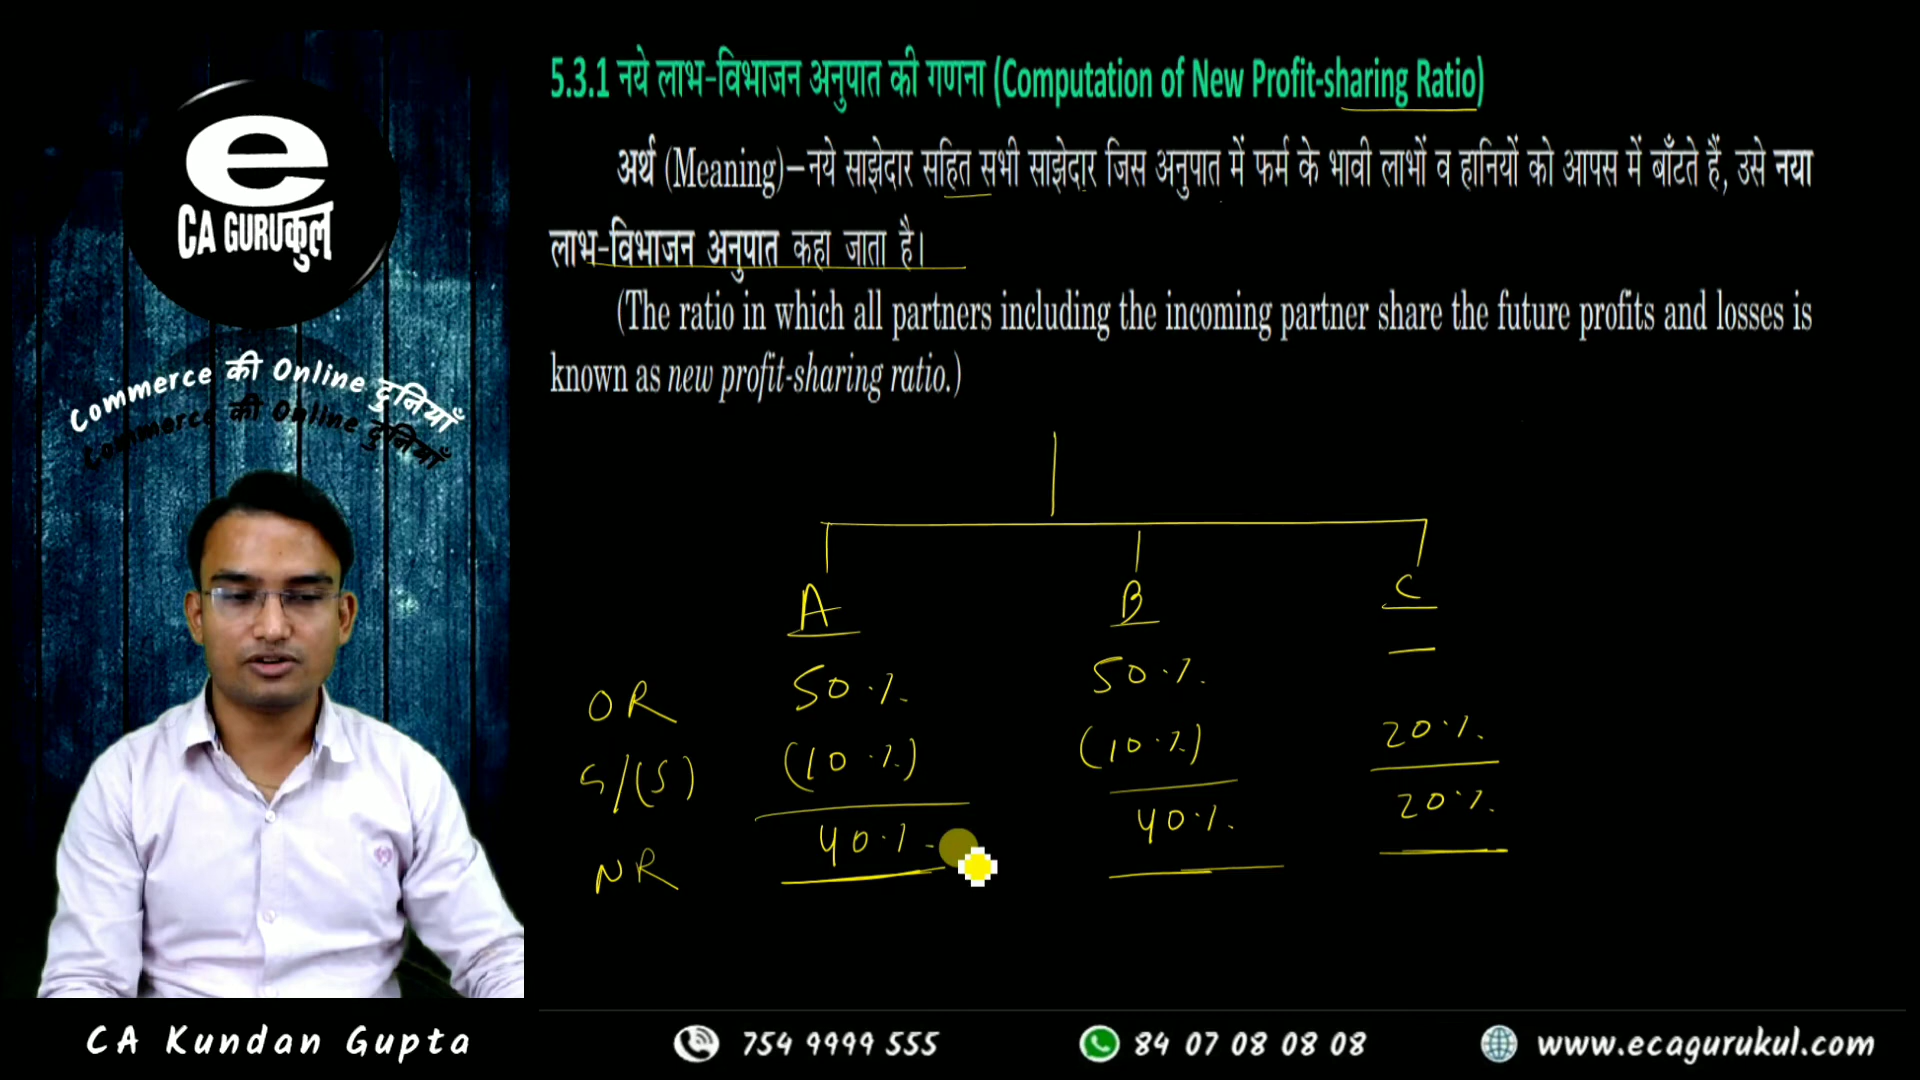 5.3.1 नये लाभ-विभाजन अनुपात की गणना (Computation of New Profit-sharing Ratio)
अर्थ (Meaning)–नये साझेदार सहित सभी साझेदार जिस अनुपात में फर्म के भावी लाभों व हानियों को आपस में बाँटते हैं, उसे नया
लाभ-विभाजन अनुपात कहा जाता है।
(The ratio in which all partners including the incoming partner share the future profits and losses is
known as new profit-sharing ratio.)
e
CA GURUकुल
Commerce की Online दुनियाँ
Commerce की Online दुनियाँ
A B C
OR 50% 50% —
S/(S) (10%) (10%) 20%
NR 40% 40% 20%
CA Kundan Gupta 754 9999 555 84 07 08 08 08 www.ecagurukul.com